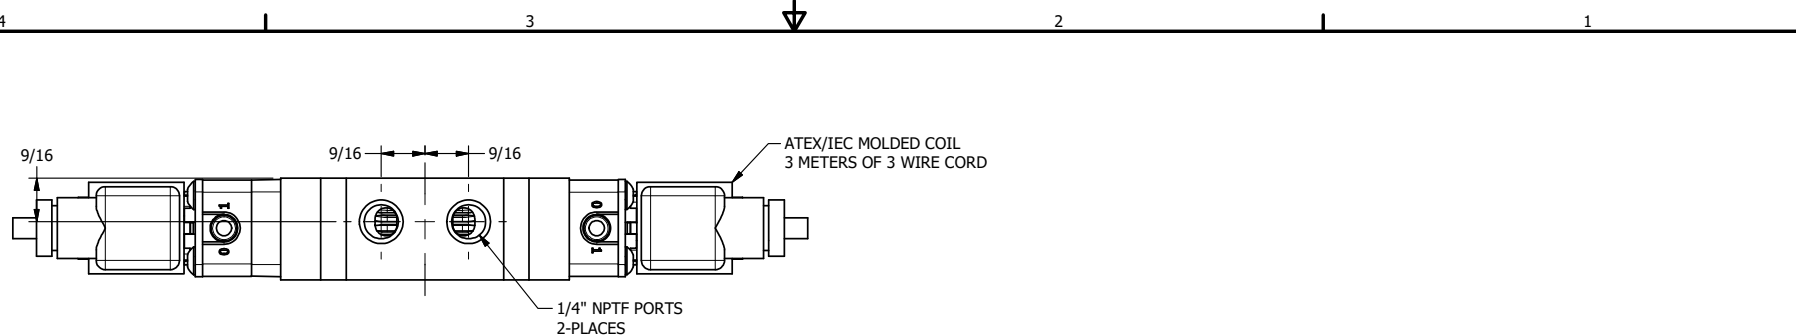 4 3 2 1
9/16 9/16 9/16
ATEX/IEC MOLDED COIL
3 METERS OF 3 WIRE CORD
1 0
0 1
1/4" NPTF PORTS
2-PLACES